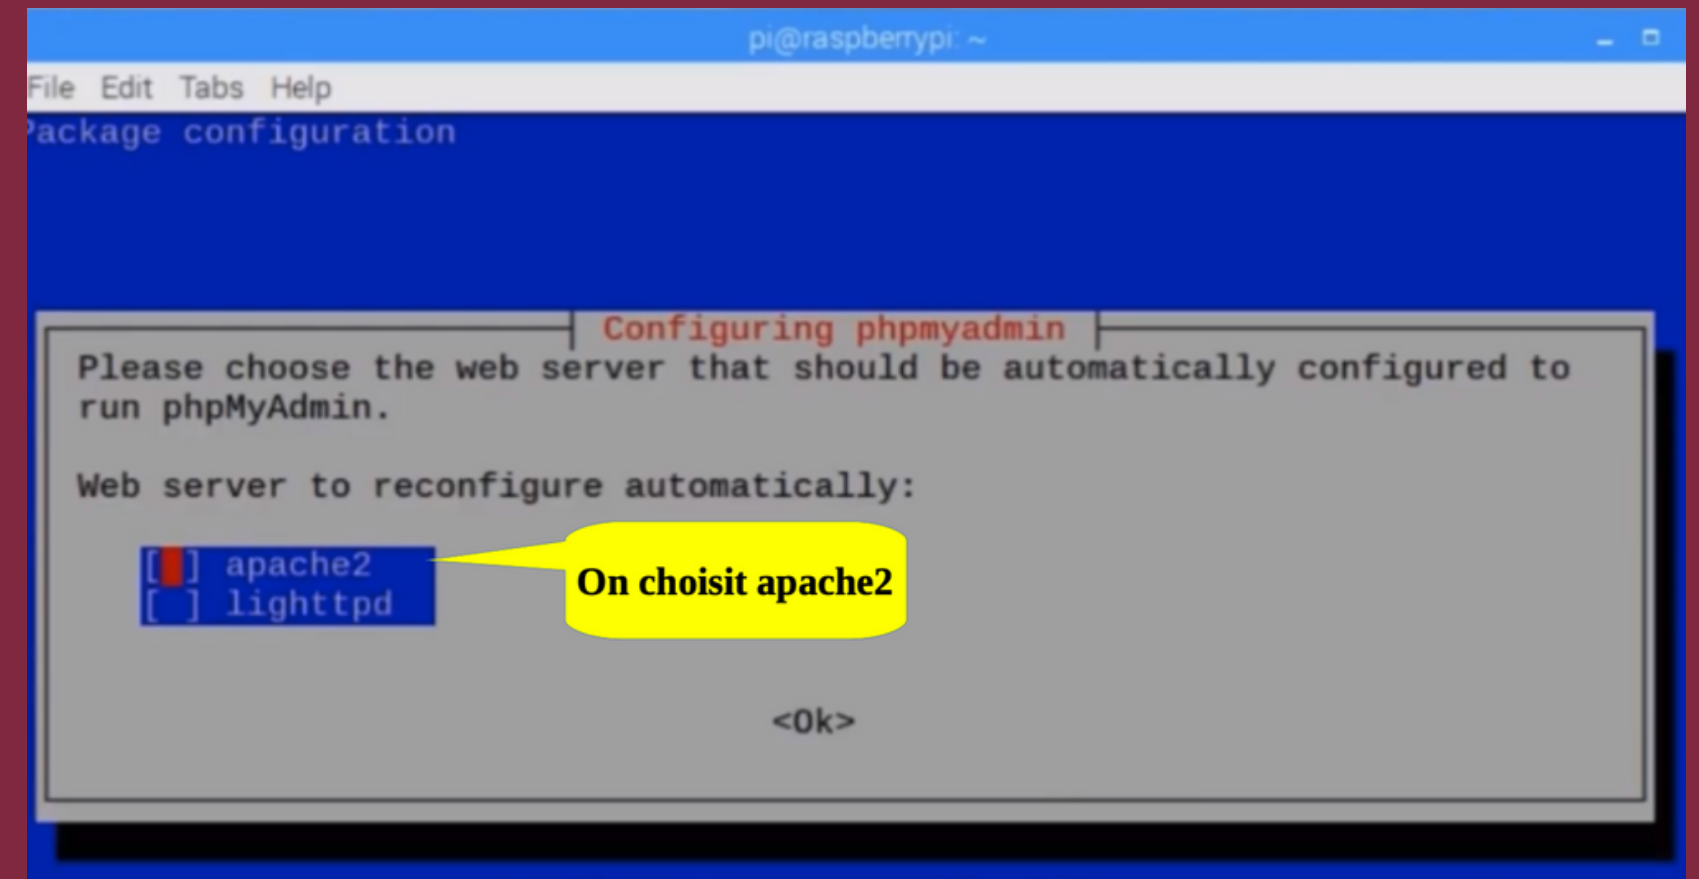 pi@raspberrypi: ~
File Edit Tabs Help
Package configuration
Configuring phpmyadmin
Please choose the web server that should be automatically configured to
run phpMyAdmin.
Web server to reconfigure automatically:
[ ] apache2
On choisit apache2
[ ] lighttpd
<Ok>